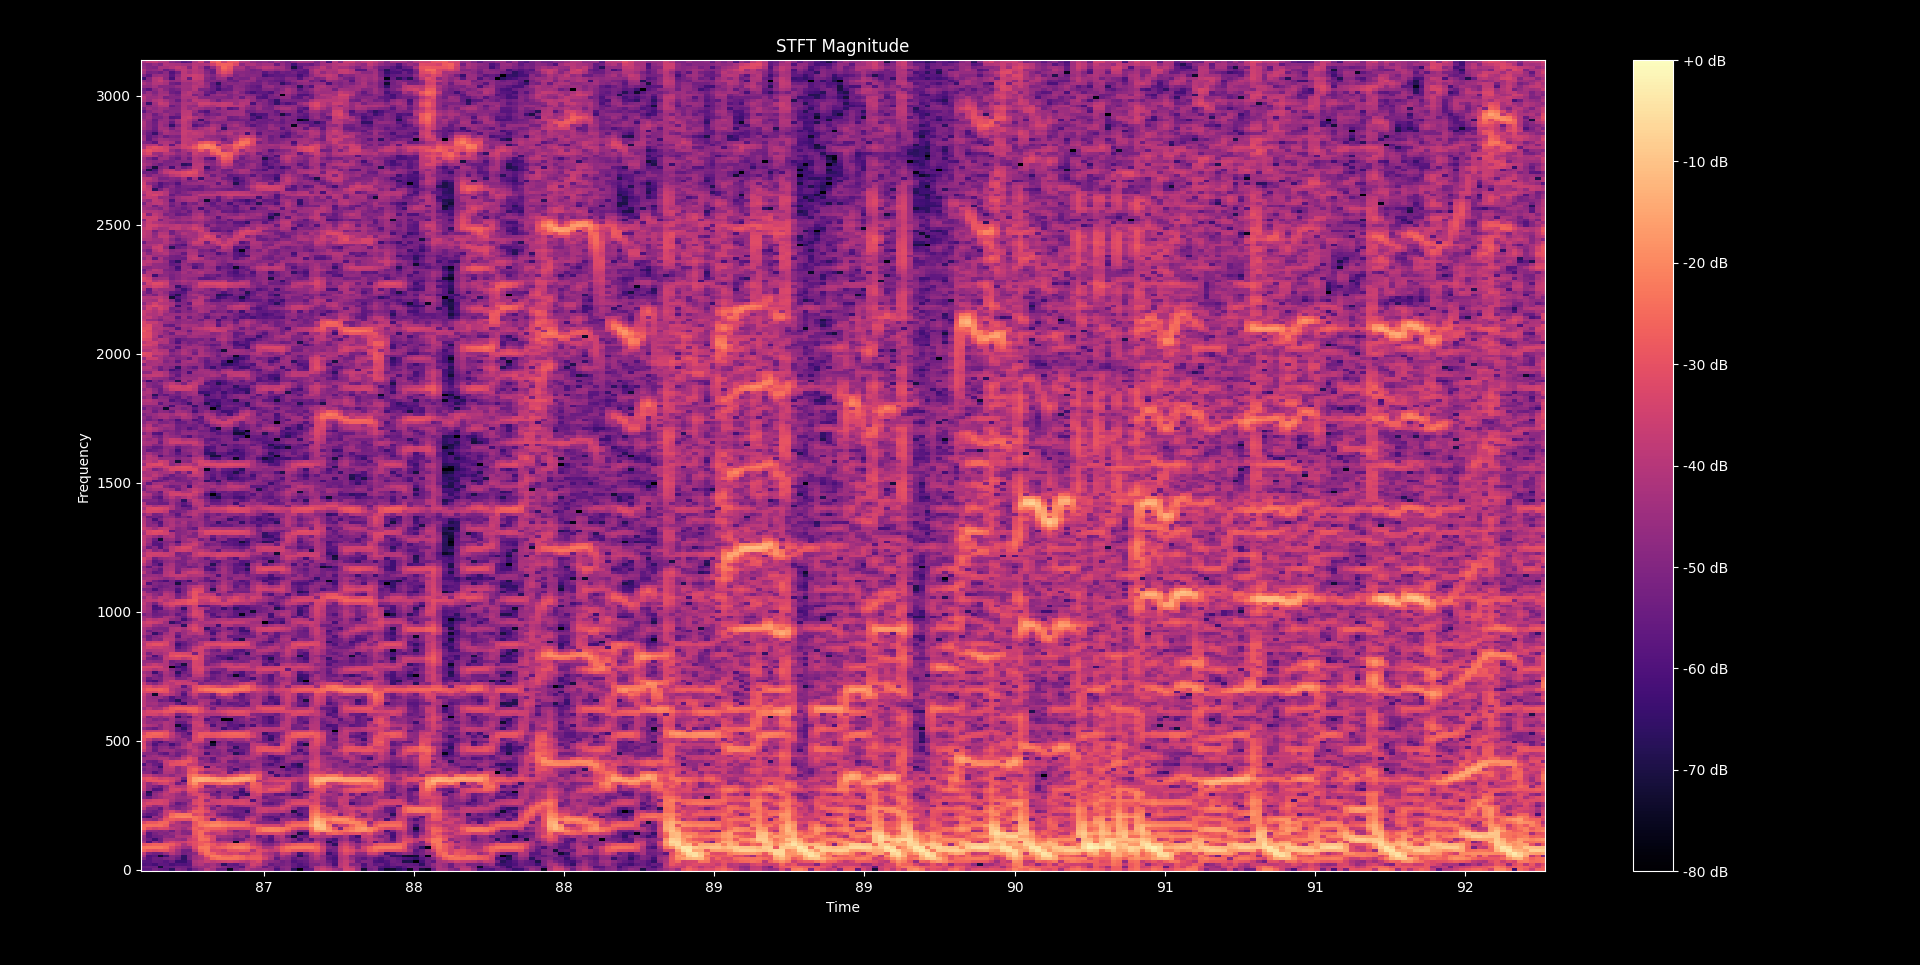 STFT Magnitude
+0 dB
3000
-10 dB
2500
-20 dB
2000
-30 dB
Frequency
1500
-40 dB
-50 dB
1000
-60 dB
500
-70 dB
0
-80 dB
87 88 88 89 89 90 91 91 92
Time